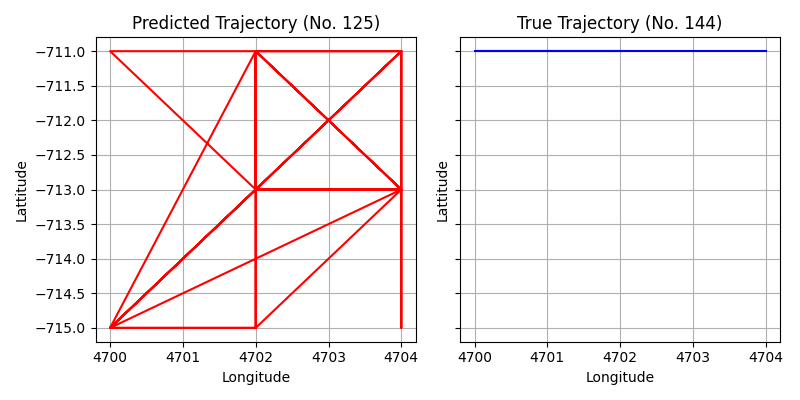 Predicted Trajectory (No. 125)
True Trajectory (No. 144)
−711.0
−711.5
−712.0
−712.5
−713.0
−713.5
−714.0
−714.5
−715.0
Lattitude
Lattitude
4700 4701 4702 4703 4704
4700 4701 4702 4703 4704
Longitude
Longitude